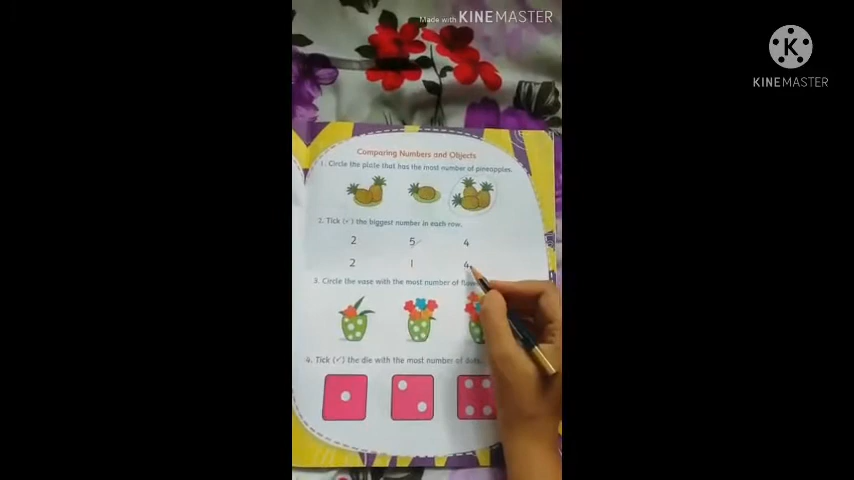 Made with KINEMASTER
K
KINEMASTER
Comparing Numbers and Objects
1. Circle the plate that has the most number of pineapples.
2. Tick (✓) the biggest number in each row.
2 5 ✓ 4
2 1 4
3. Circle the vase with the most number of
4. Tick (✓) the die with the most number of dots.